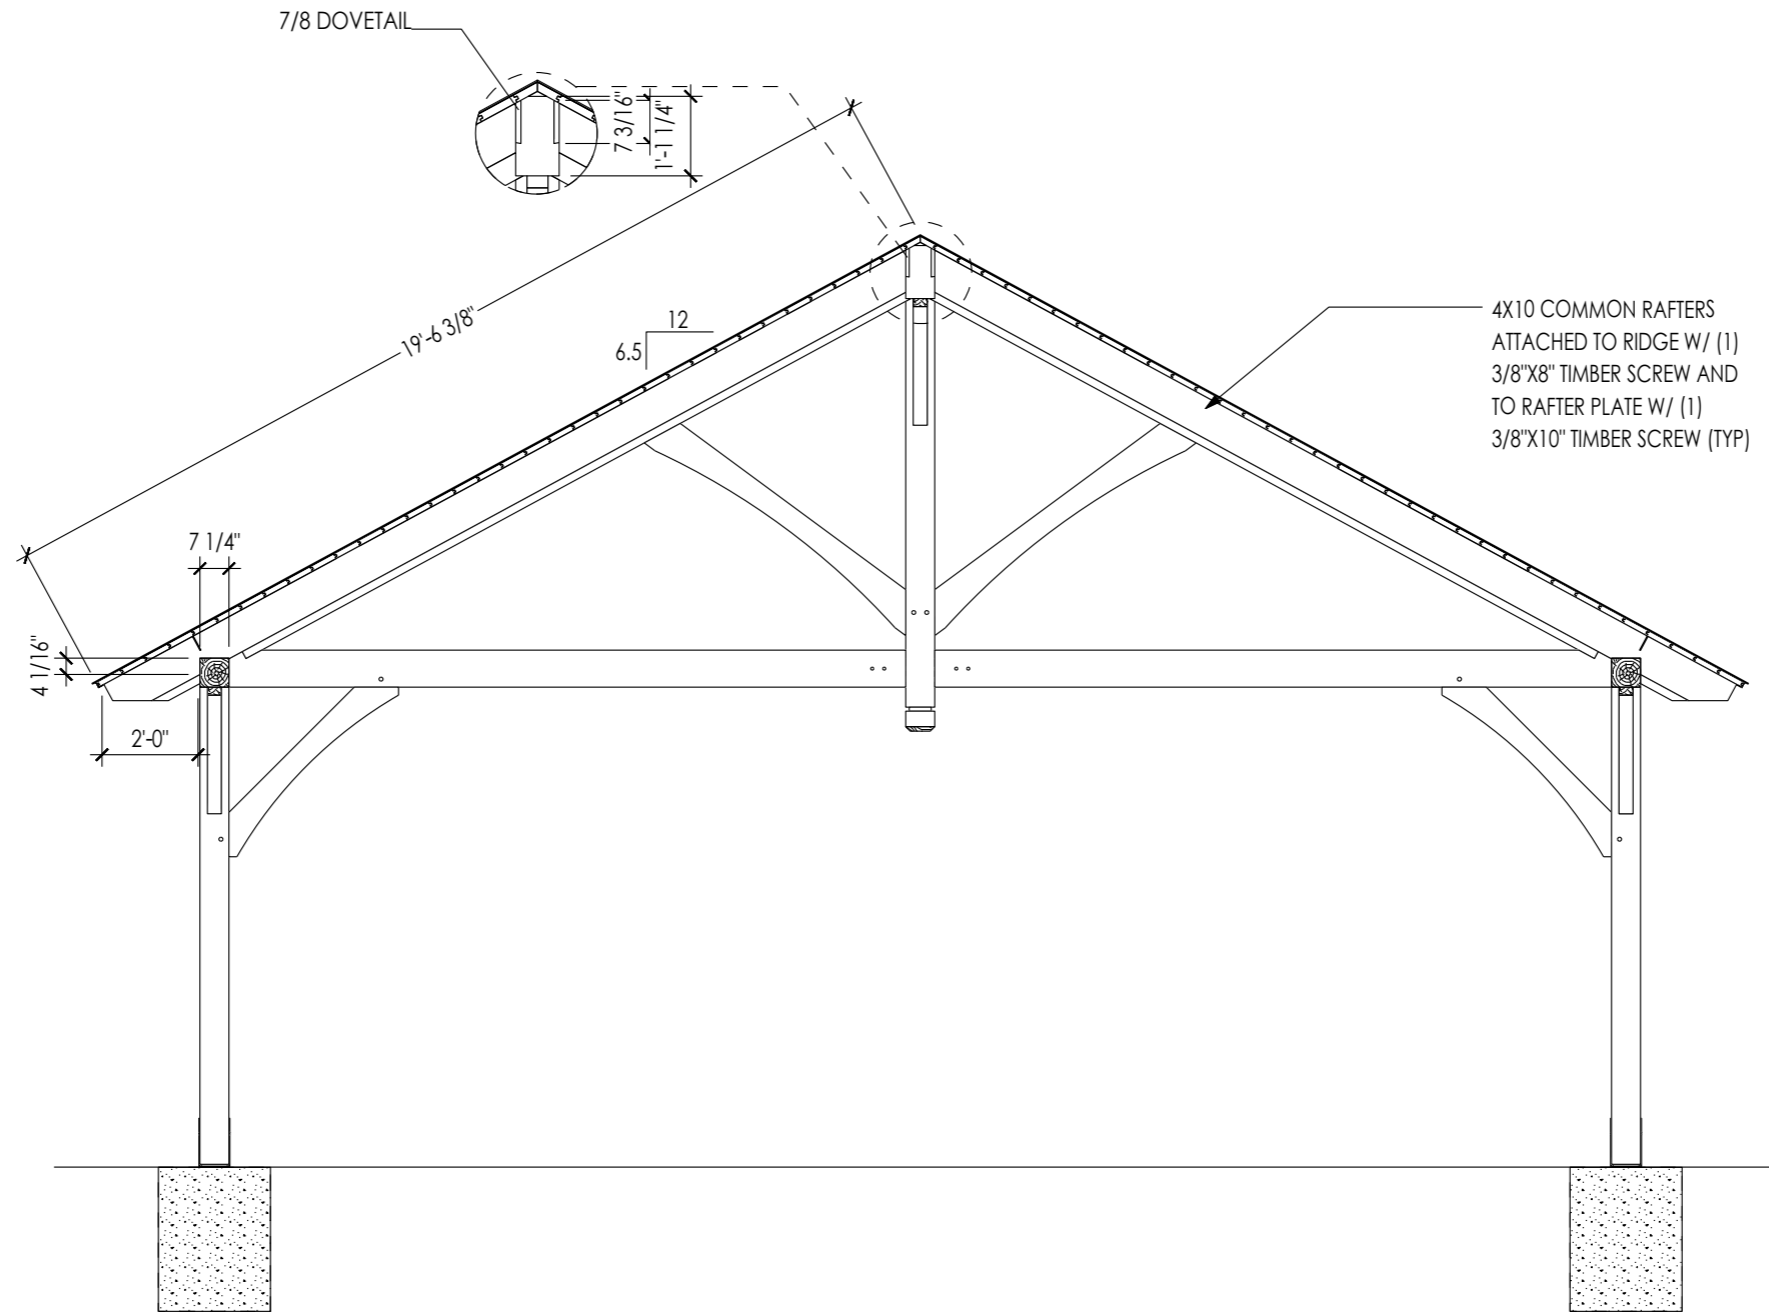 7/8 DOVETAIL
7 3/16"
1'-1 1/4"
19'-6 3/8"
12
6.5
4X10 COMMON RAFTERS
ATTACHED TO RIDGE W/ (1)
3/8"X8" TIMBER SCREW AND
TO RAFTER PLATE W/ (1)
3/8"X10" TIMBER SCREW (TYP)
7 1/4"
4 1/16"
2'-0"